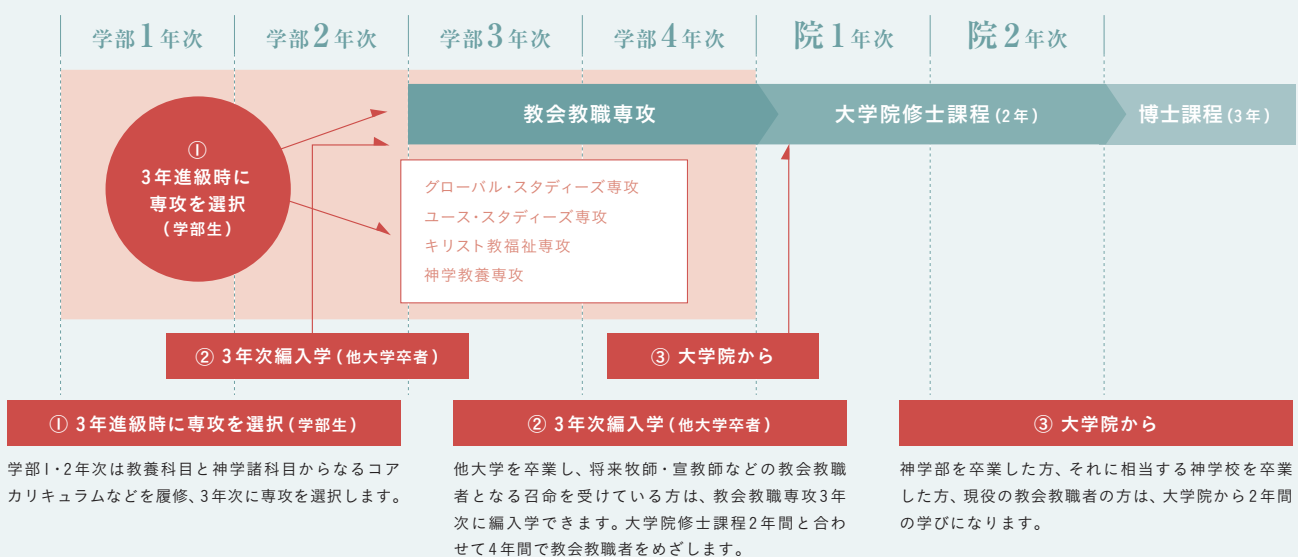 学部1年次
学部2年次
学部3年次
学部4年次
院1年次
院2年次
教会教職専攻
大学院修士課程(2年)
博士課程(3年)
①
3年進級時に
専攻を選択
(学部生)
グローバル・スタディーズ専攻
ユース・スタディーズ専攻
キリスト教福祉専攻
神学教養専攻
② 3年次編入学(他大学卒者)
③ 大学院から
① 3年進級時に専攻を選択(学部生)
学部1・2年次は教養科目と神学諸科目からなるコア
カリキュラムなどを履修、3年次に専攻を選択します。
② 3年次編入学(他大学卒者)
他大学を卒業し、将来牧師・宣教師などの教会教職
者となる召命を受けている方は、教会教職専攻3年
次に編入学できます。大学院修士課程2年間と合わ
せて4年間で教会教職者をめざします。
③ 大学院から
神学部を卒業した方、それに相当する神学校を卒業
した方、現役の教会教職者の方は、大学院から2年間
の学びになります。